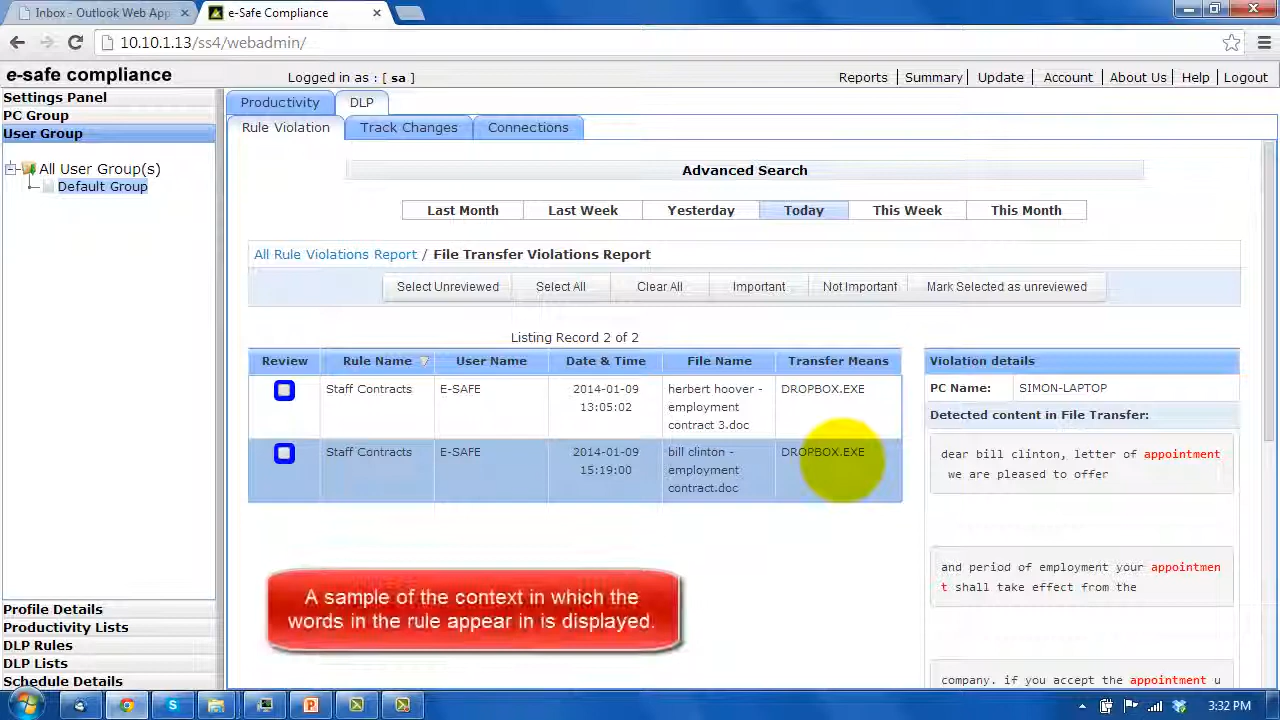 Inbox - Outlook Web App
e-Safe Compliance
10.10.1.13/ss4/webadmin/
e-safe compliance
Logged in as : [ sa ]
Reports | Summary | Update | Account | About Us | Help | Logout
Settings Panel
PC Group
User Group
All User Group(s)
Default Group
Productivity
DLP
Rule Violation
Track Changes
Connections
Advanced Search
Last Month
Last Week
Yesterday
Today
This Week
This Month
All Rule Violations Report / File Transfer Violations Report
Select Unreviewed
Select All
Clear All
Important
Not Important
Mark Selected as unreviewed
Listing Record 2 of 2
Review
Rule Name
User Name
Date & Time
File Name
Transfer Means
Staff Contracts
E-SAFE
2014-01-09
13:05:02
herbert hoover -
employment
contract 3.doc
DROPBOX.EXE
Staff Contracts
E-SAFE
2014-01-09
15:19:00
bill clinton -
employment
contract.doc
DROPBOX.EXE
Violation details
PC Name: SIMON-LAPTOP
Detected content in File Transfer:
dear bill clinton, letter of appointment
we are pleased to offer
and period of employment your appointmen
t shall take effect from the
company. if you accept the appointment u
A sample of the context in which the
words in the rule appear in is displayed.
Profile Details
Productivity Lists
DLP Rules
DLP Lists
Schedule Details
3:32 PM